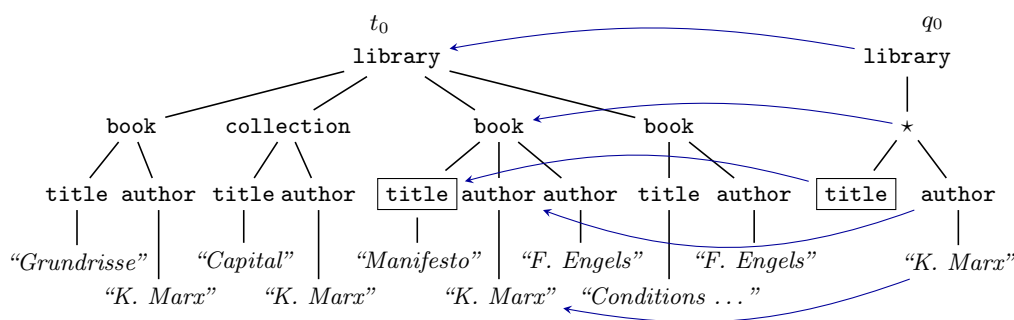 t0 q0
library library
book collection book book ⋆
title author title author title author author title author title author
“Grundrisse” “Capital” “Manifesto” “F. Engels” “F. Engels” “K. Marx”
“K. Marx” “K. Marx” “K. Marx” “Conditions ...”